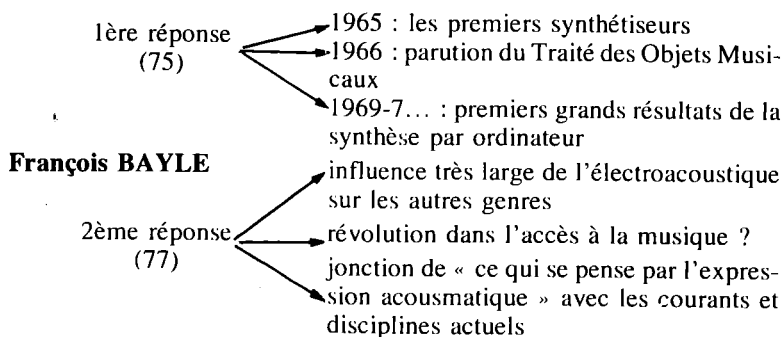 1ère réponse
(75)
1965 : les premiers synthétiseurs
1966 : parution du Traité des Objets Musi-
caux
1969-7... : premiers grands résultats de la
synthèse par ordinateur
François BAYLE
2ème réponse
(77)
influence très large de l'électroacoustique
sur les autres genres
révolution dans l'accès à la musique ?
jonction de « ce qui se pense par l'expres-
sion acousmatique » avec les courants et
disciplines actuels